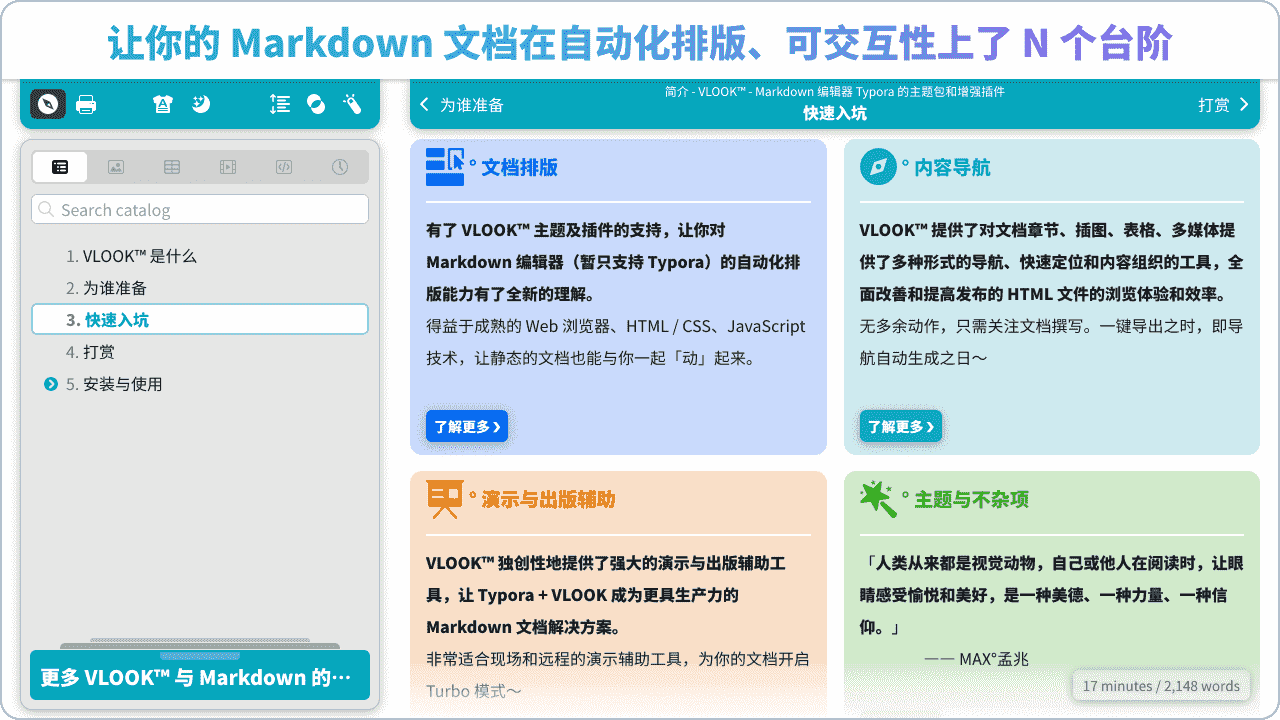 让你的 Markdown 文档在自动化排版、可交互性上了 N 个台阶
为谁准备
简介 - VLOOK™ - Markdown 编辑器 Typora 的主题包和增强插件
快速入坑
打赏
Search catalog
1. VLOOK™ 是什么
2. 为谁准备
3. 快速入坑
4. 打赏
5. 安装与使用
更多 VLOOK™ 与 Markdown 的…
° 文档排版
有了 VLOOK™ 主题及插件的支持，让你对
Markdown 编辑器（暂只支持 Typora）的自动化排
版能力有了全新的理解。
得益于成熟的 Web 浏览器、HTML / CSS、JavaScript
技术，让静态的文档也能与你一起「动」起来。
了解更多 ❯
° 内容导航
VLOOK™ 提供了对文档章节、插图、表格、多媒体提
供了多种形式的导航、快速定位和内容组织的工具，全
面改善和提高发布的 HTML 文件的浏览体验和效率。
无多余动作，只需关注文档撰写。一键导出之时，即导
航自动生成之日～
了解更多 ❯
° 演示与出版辅助
VLOOK™ 独创性地提供了强大的演示与出版辅助工
具，让 Typora + VLOOK 成为更具生产力的
Markdown 文档解决方案。
非常适合现场和远程的演示辅助工具，为你的文档开启
Turbo 模式～
° 主题与不杂项
「人类从来都是视觉动物，自己或他人在阅读时，让眼
睛感受愉悦和美好，是一种美德、一种力量、一种信
仰。」
—— MAX°孟兆
17 minutes / 2,148 words